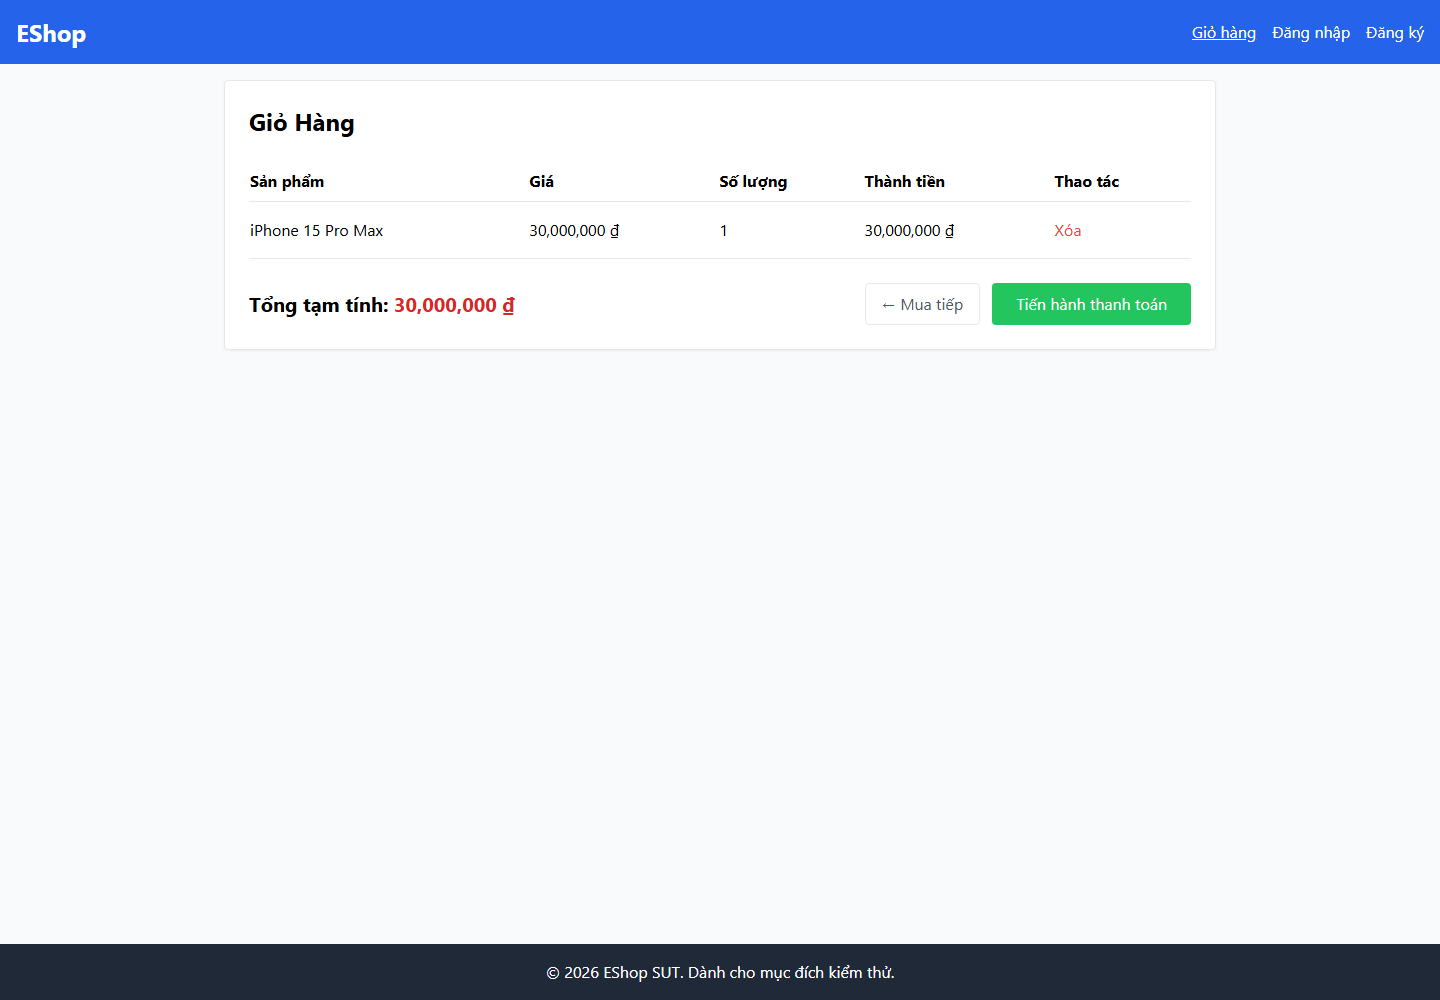 EShop
Giỏ hàng Đăng nhập Đăng ký
Giỏ Hàng
Sản phẩm Giá Số lượng Thành tiền Thao tác
iPhone 15 Pro Max 30,000,000 ₫ 1 30,000,000 ₫ Xóa
Tổng tạm tính: 30,000,000 ₫ ← Mua tiếp Tiến hành thanh toán
© 2026 EShop SUT. Dành cho mục đích kiểm thử.